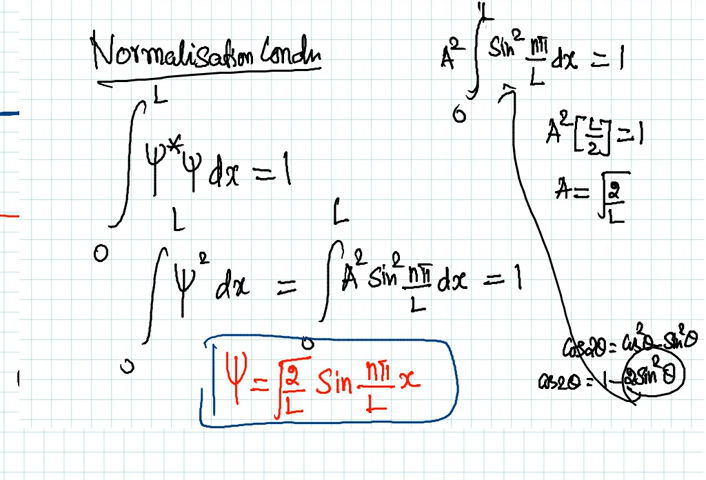 Normalisation Condn
∫₀ᴸ ψ*ψ dx = 1
∫₀ᴸ ψ² dx = ∫₀ᴸ A² Sin² nπ/L dx = 1
ψ = √(2/L) Sin nπ/L x
A² ∫₀ᴸ Sin² nπ/L dx = 1
A² [L/2] = 1
A = √(2/L)
cos2θ = cos²θ - Sin²θ
cos2θ = 1 - 2Sin²θ